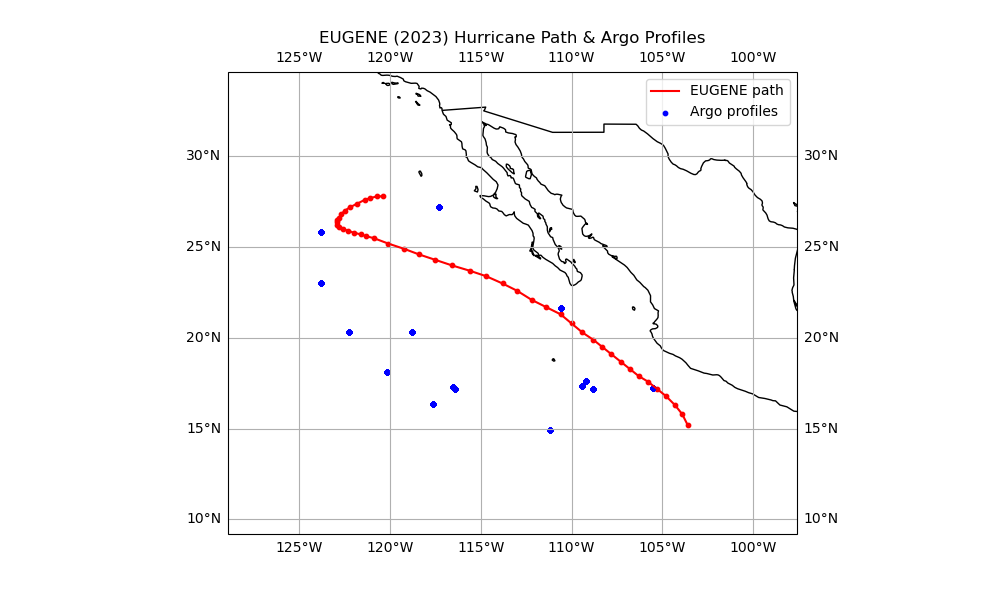 EUGENE (2023) Hurricane Path & Argo Profiles
125°W 120°W 115°W 110°W 105°W 100°W
EUGENE path
Argo profiles
30°N 30°N
25°N 25°N
20°N 20°N
15°N 15°N
10°N 10°N
125°W 120°W 115°W 110°W 105°W 100°W